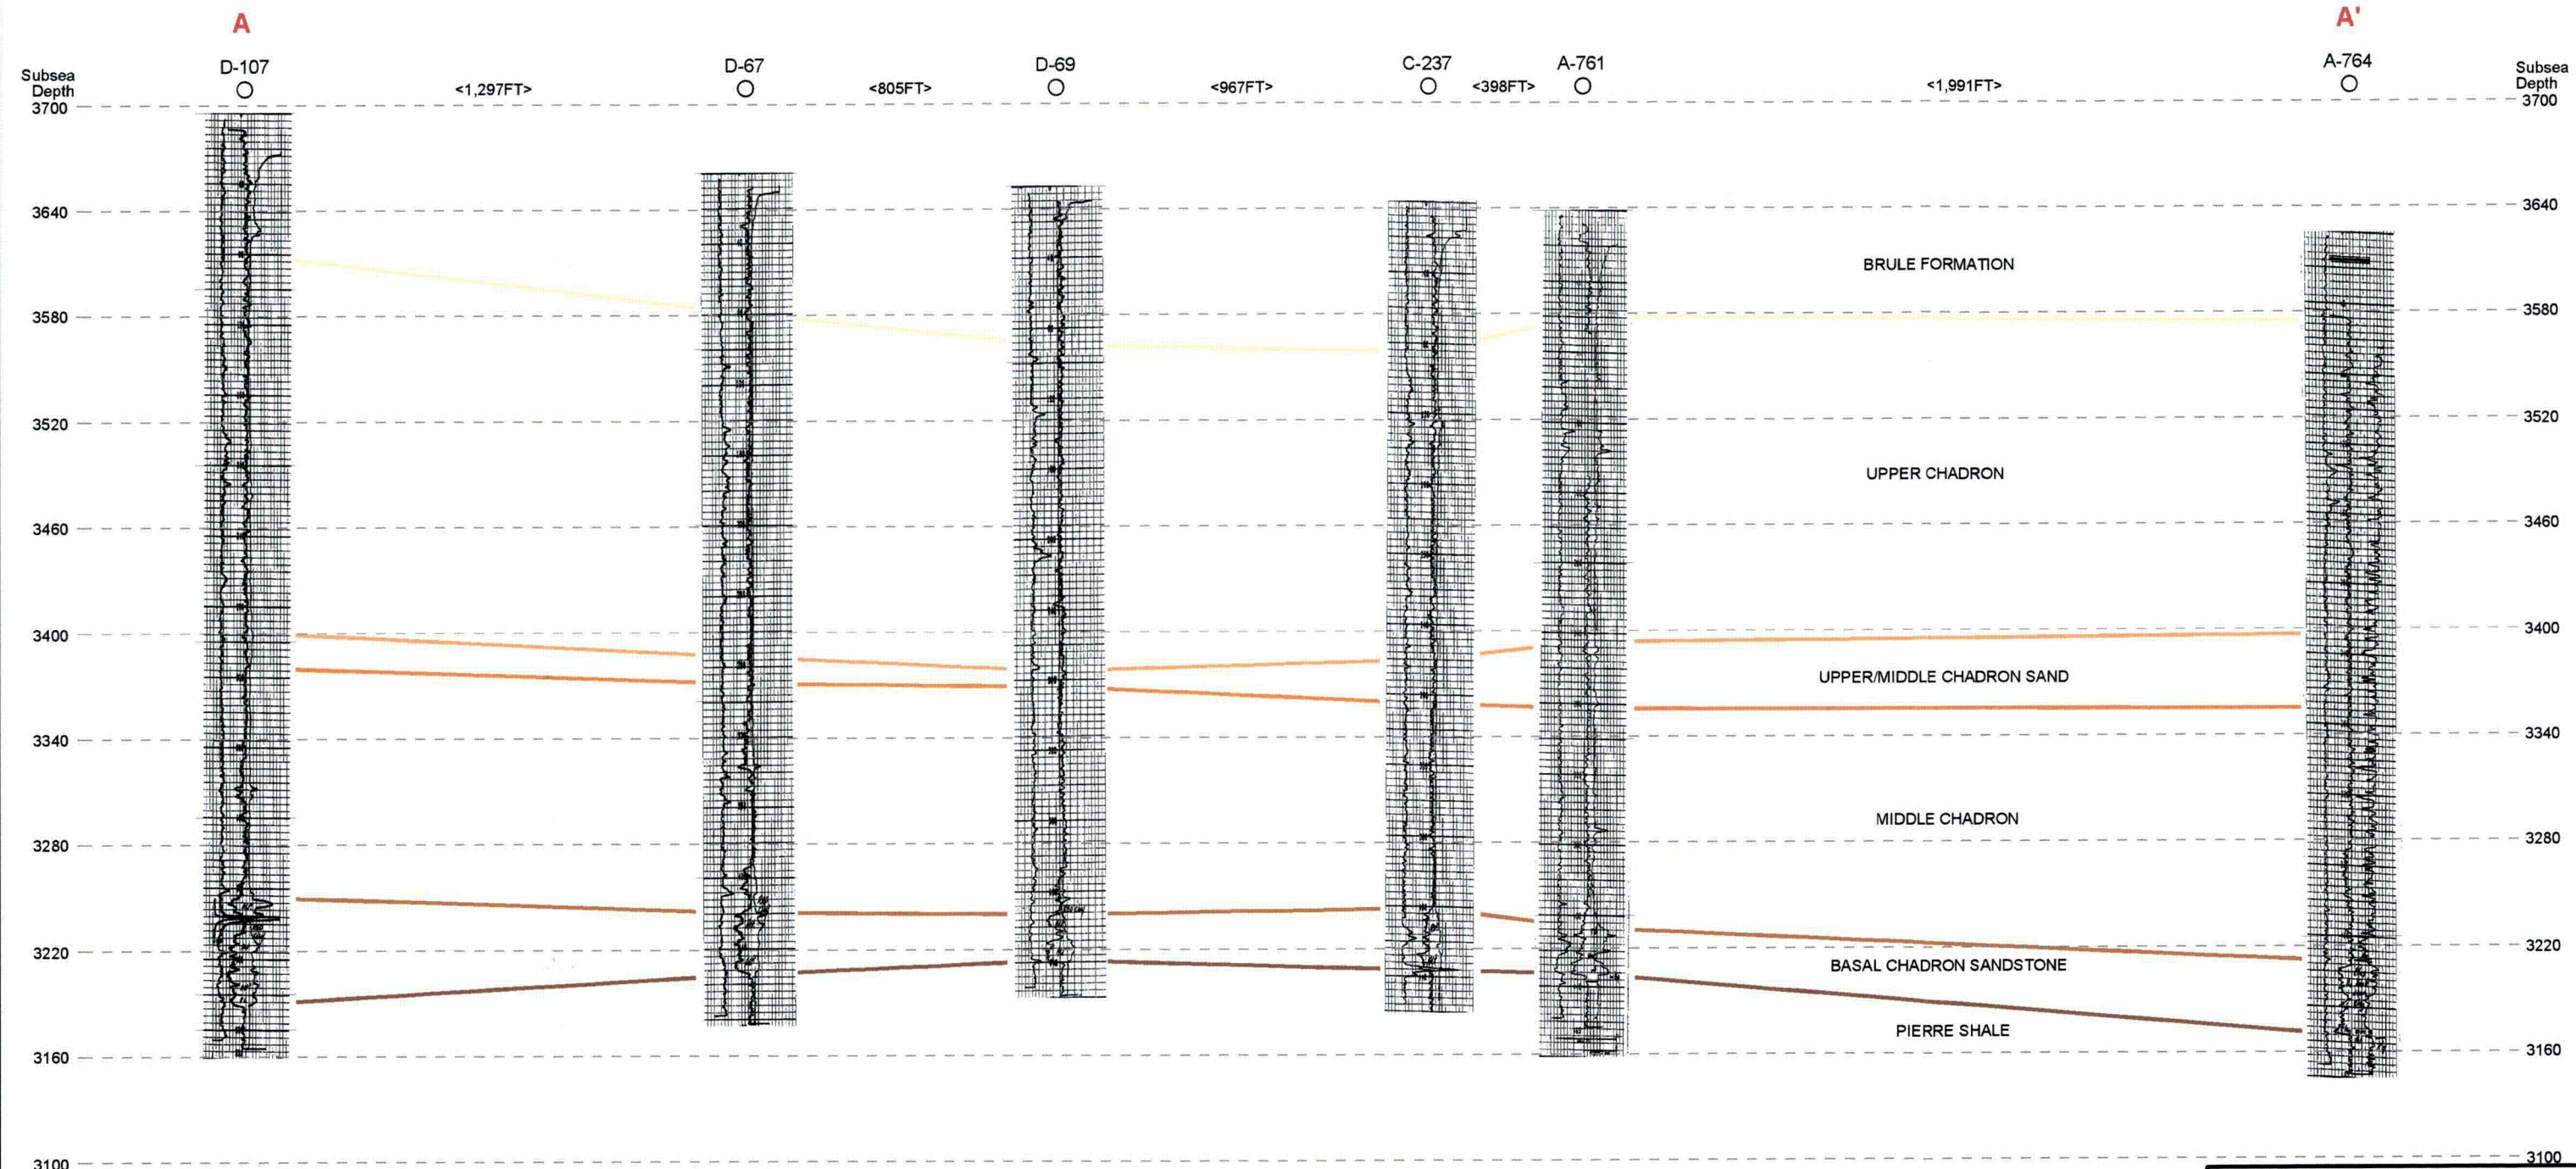 A
A'
D-107
D-67
D-69
C-237
A-761
A-764
Subsea
Depth
<1,297FT>
<805FT>
<967FT>
<398FT>
<1,991FT>
Subsea
Depth
3700
3700
3640
3640
BRULE FORMATION
3580
3580
3520
3520
UPPER CHADRON
3460
3460
3400
3400
UPPER/MIDDLE CHADRON SAND
3340
3340
MIDDLE CHADRON
3280
3280
3220
3220
BASAL CHADRON SANDSTONE
PIERRE SHALE
3160
3160
3100
3100